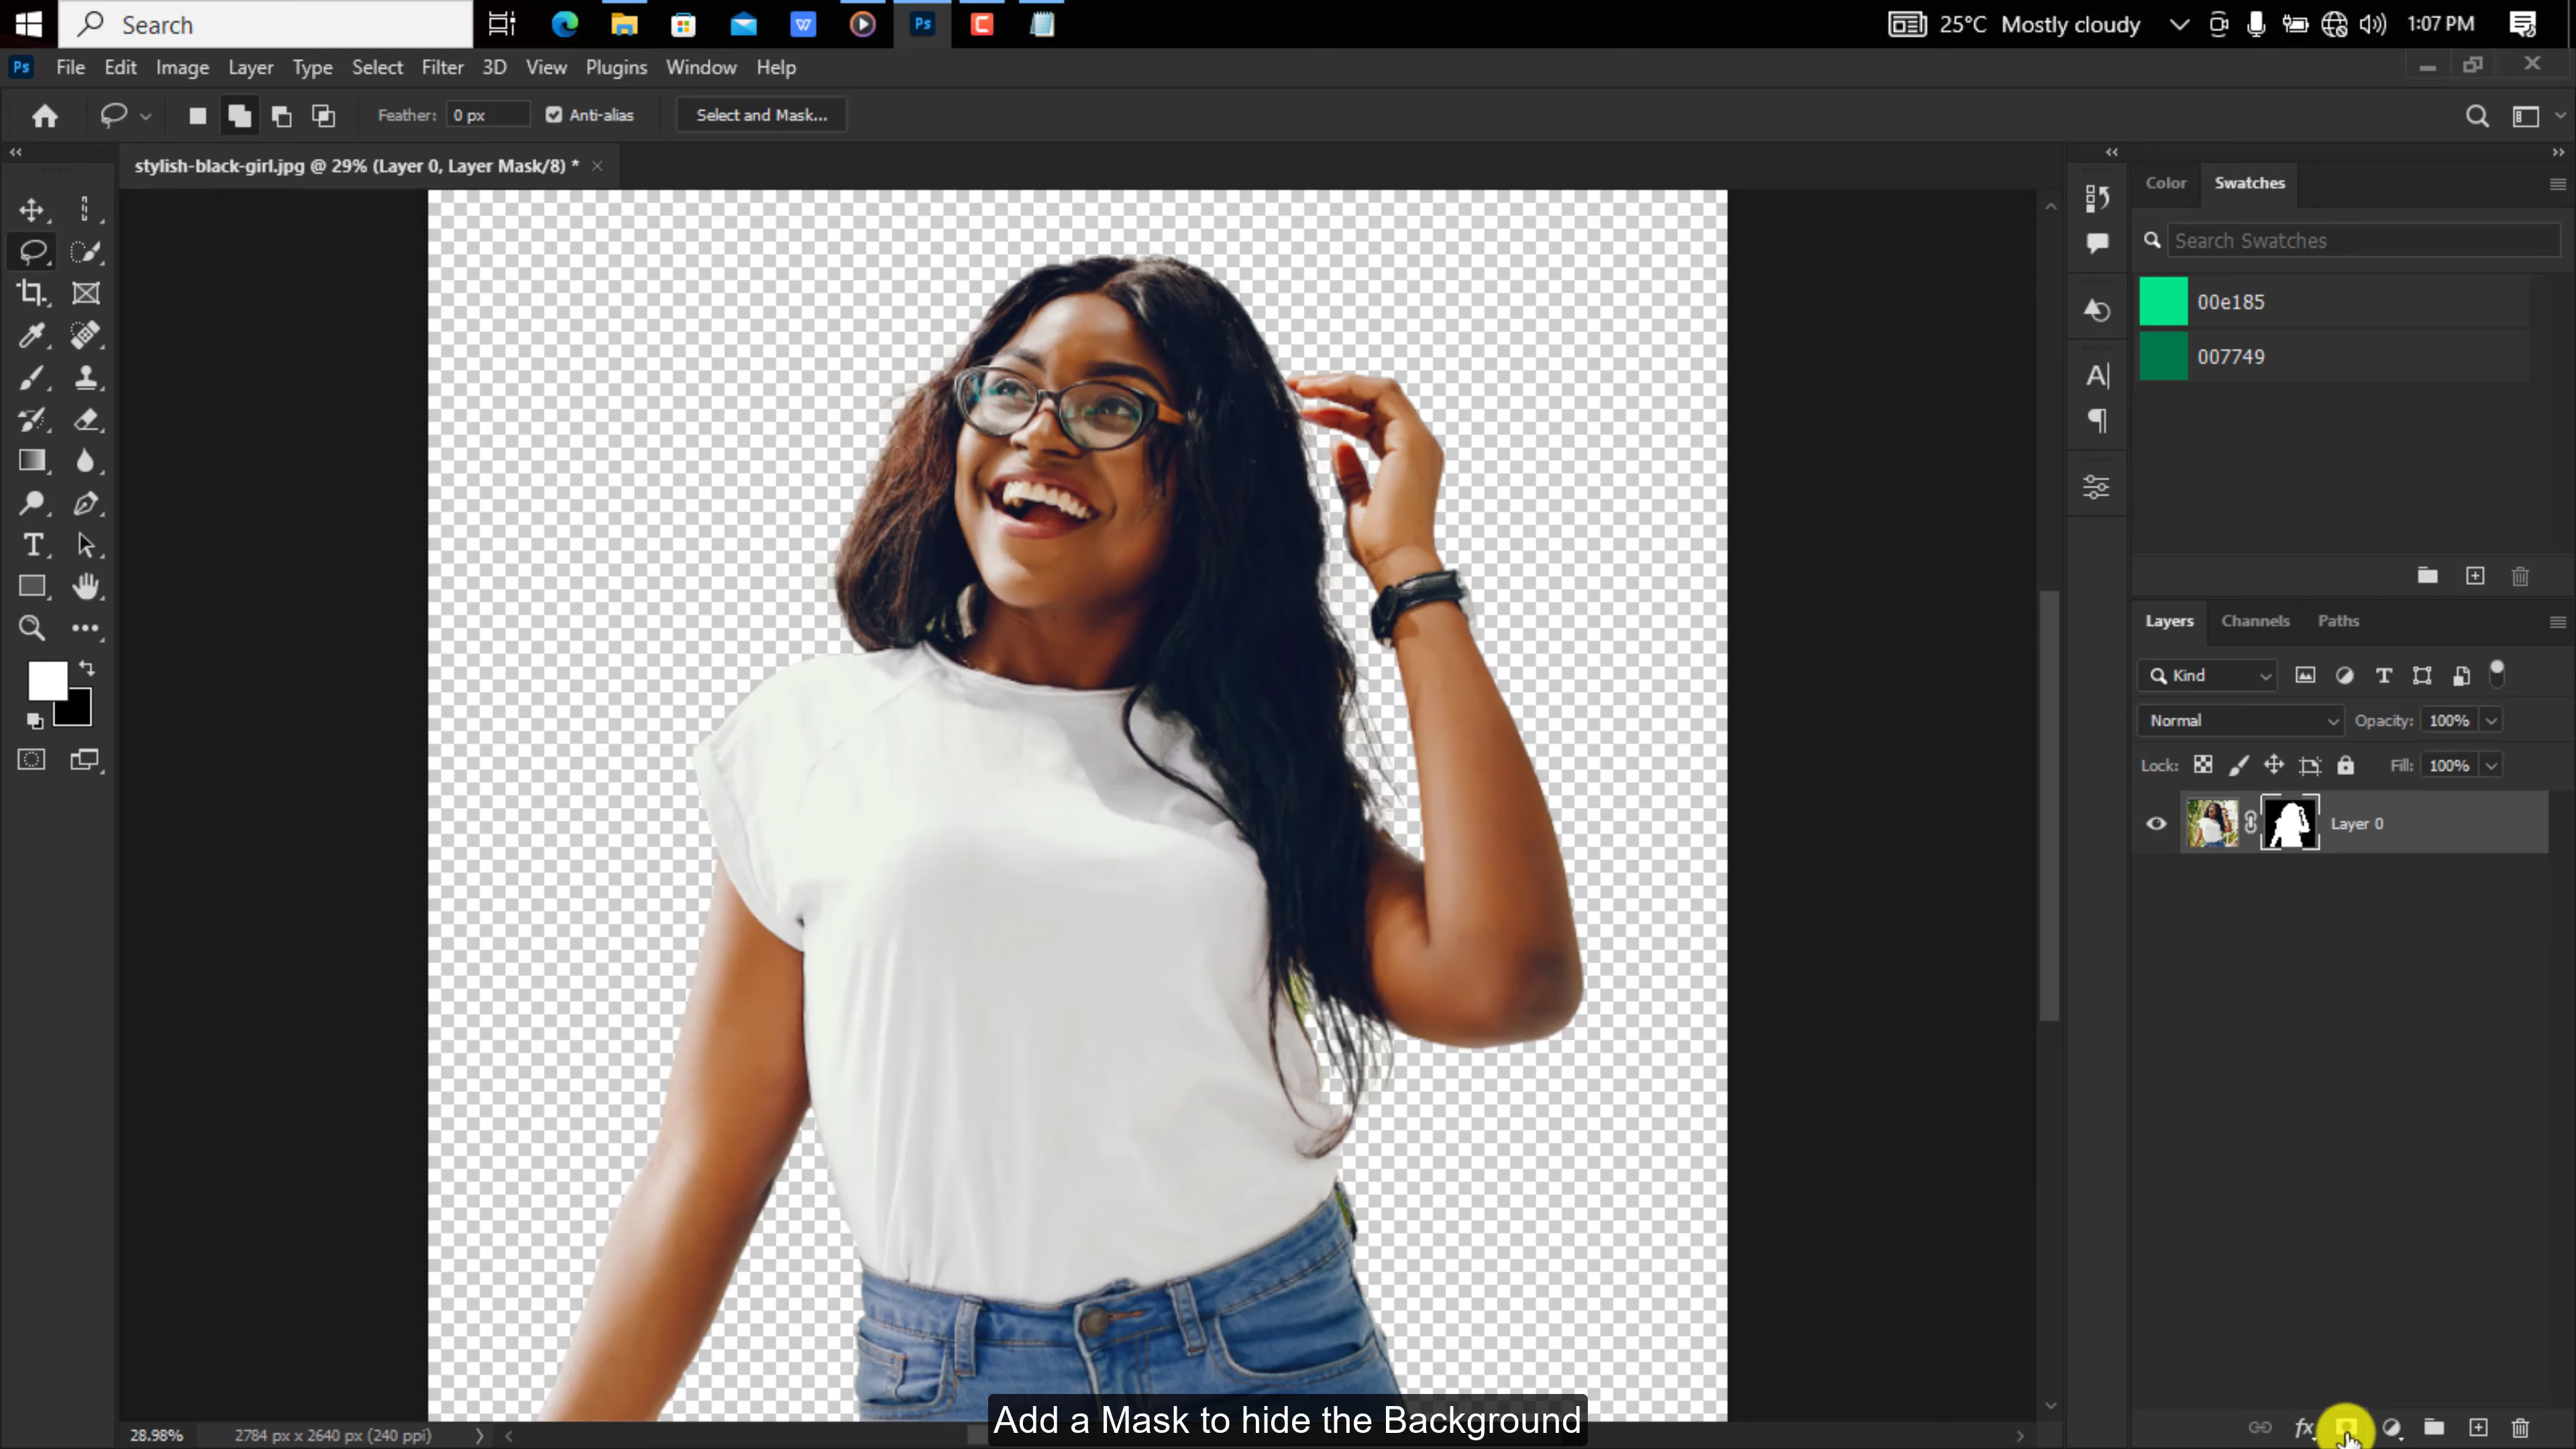 Search
25°C Mostly cloudy
1:07 PM
Ps
File Edit Image Layer Type Select Filter 3D View Plugins Window Help
Feather: 0 px
Anti-alias
Select and Mask...
stylish-black-girl.jpg @ 29% (Layer 0, Layer Mask/8) *
Color Swatches
Search Swatches
00e185
007749
Layers Channels Paths
Kind
Normal
Opacity: 100%
Lock:
Fill: 100%
Layer 0
Add a Mask to hide the Background
28.98%
2784 px x 2640 px (240 ppi)
fx